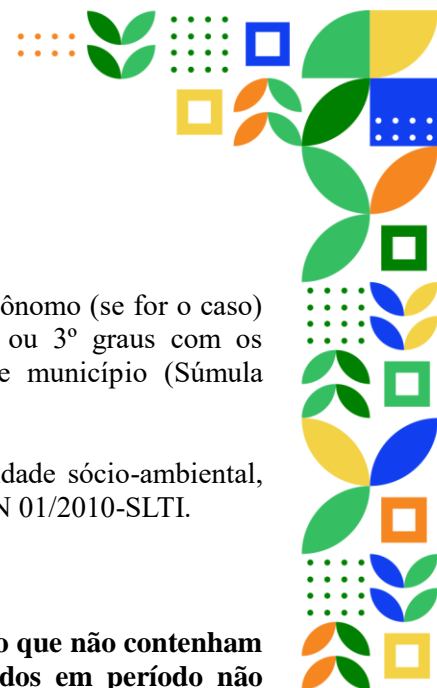 ônomo (se for o caso)
ou 3º graus com os
e município (Súmula
dade sócio-ambiental,
N 01/2010-SLTI.
o que não contenham
dos em período não